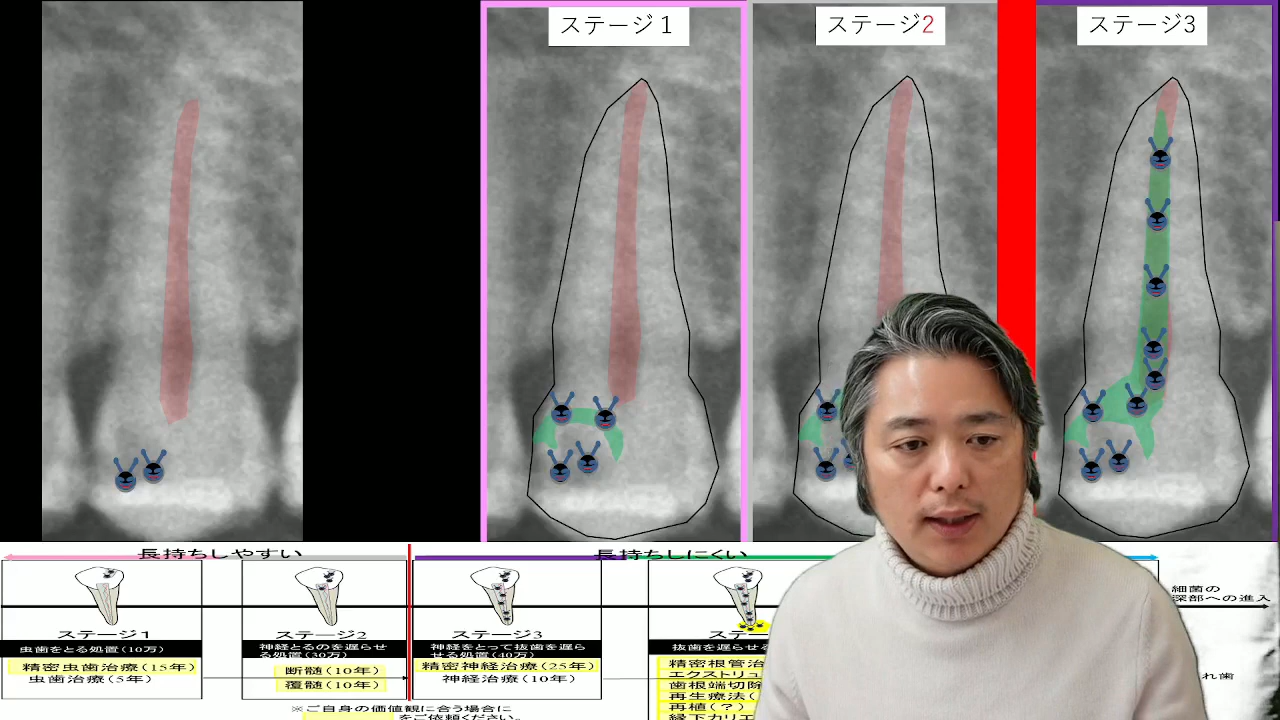 ステージ1
ステージ2
ステージ3
長持ちしやすい
長持ちしにくい
細菌の
深部への進入
ステージ1
虫歯をとる処置(10万)
精密虫歯治療(15年)
虫歯治療(5年)
ステージ2
神経とるのを遅らせ
る処置(30万)
断髄(10年)
覆髄(10年)
ステージ3
神経をとって抜歯を遅ら
せる処置(40万)
精密神経治療(25年)
神経治療(10年)
ステー
抜歯を遅らせる
精密根管治
エクストリュ
歯根端切除
再生療法(
再植(?)
縁下カリエ
れ歯
※ご自身の価値観に合う場合に
をご依頼ください。